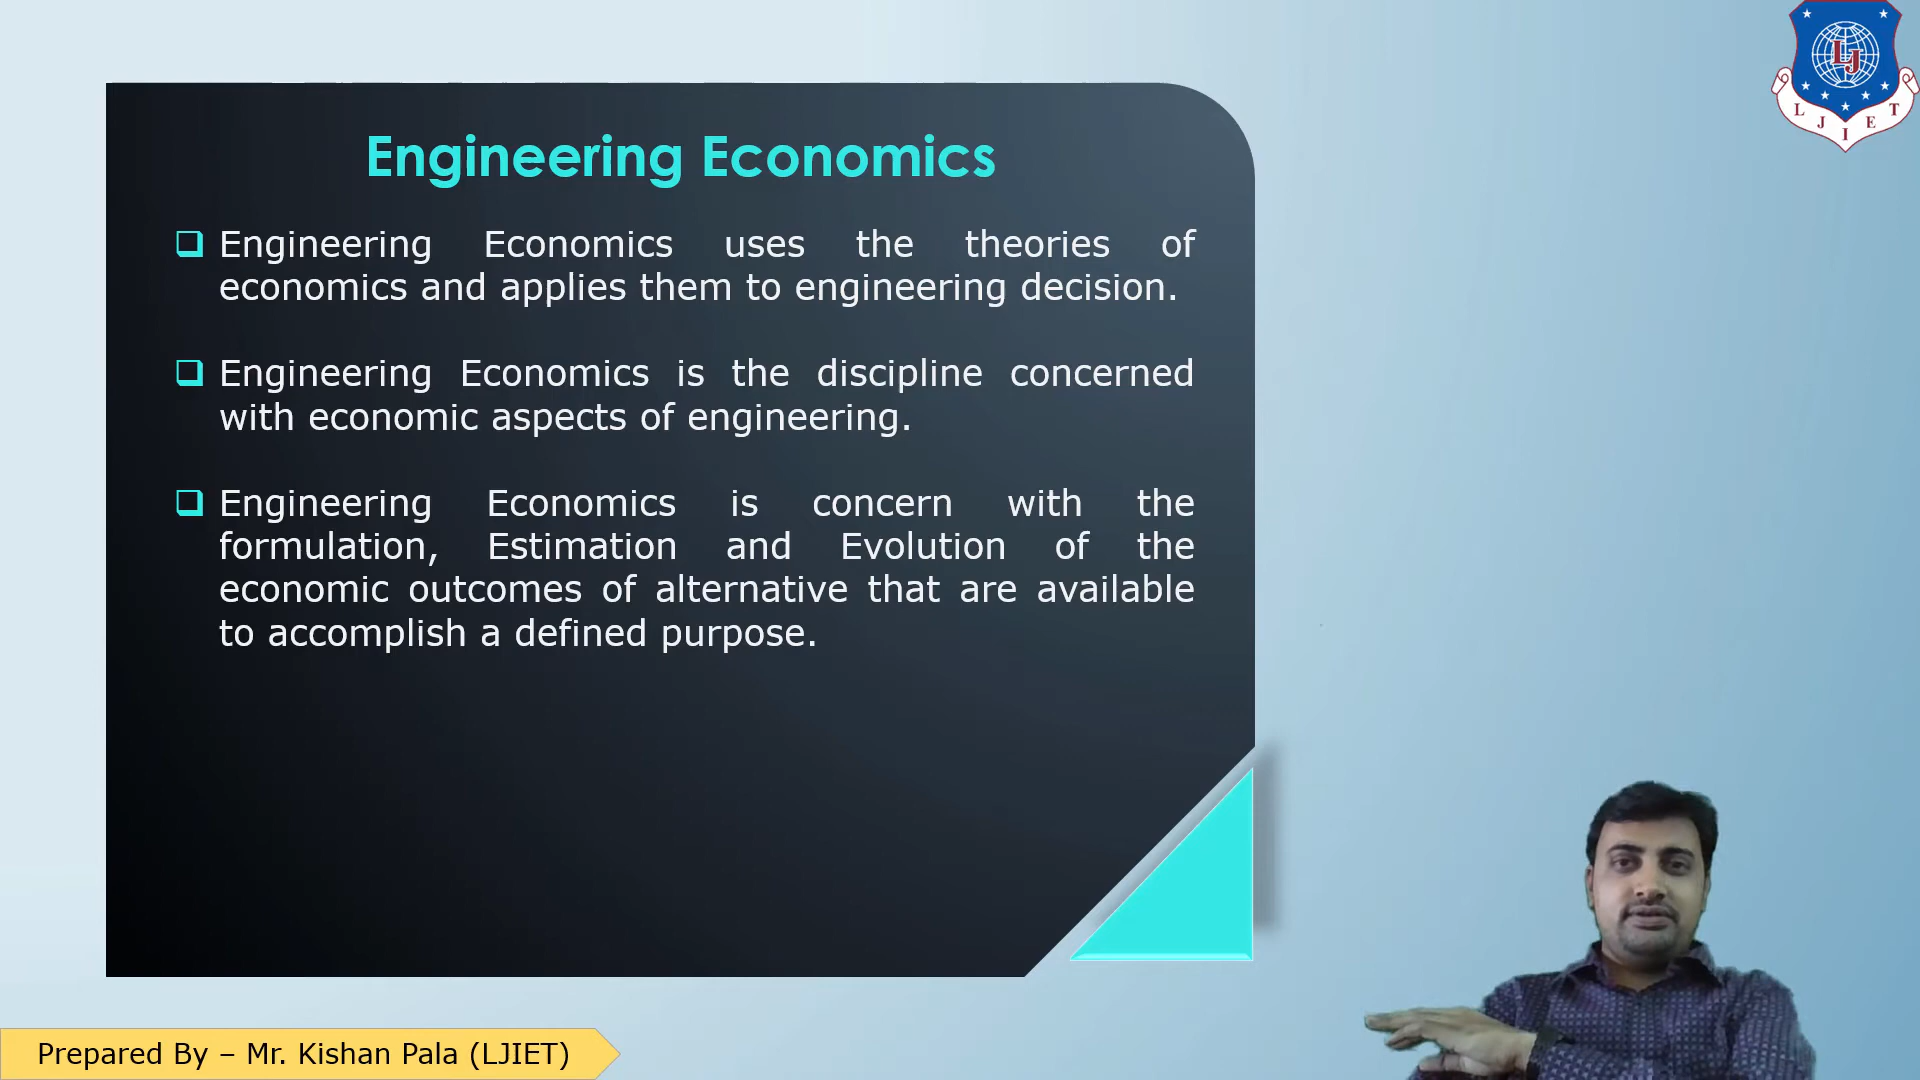 Engineering Economics
Engineering Economics uses the theories of
economics and applies them to engineering decision.
Engineering Economics is the discipline concerned
with economic aspects of engineering.
Engineering Economics is concern with the
formulation, Estimation and Evolution of the
economic outcomes of alternative that are available
to accomplish a defined purpose.
LJ
L J I E T
Prepared By – Mr. Kishan Pala (LJIET)